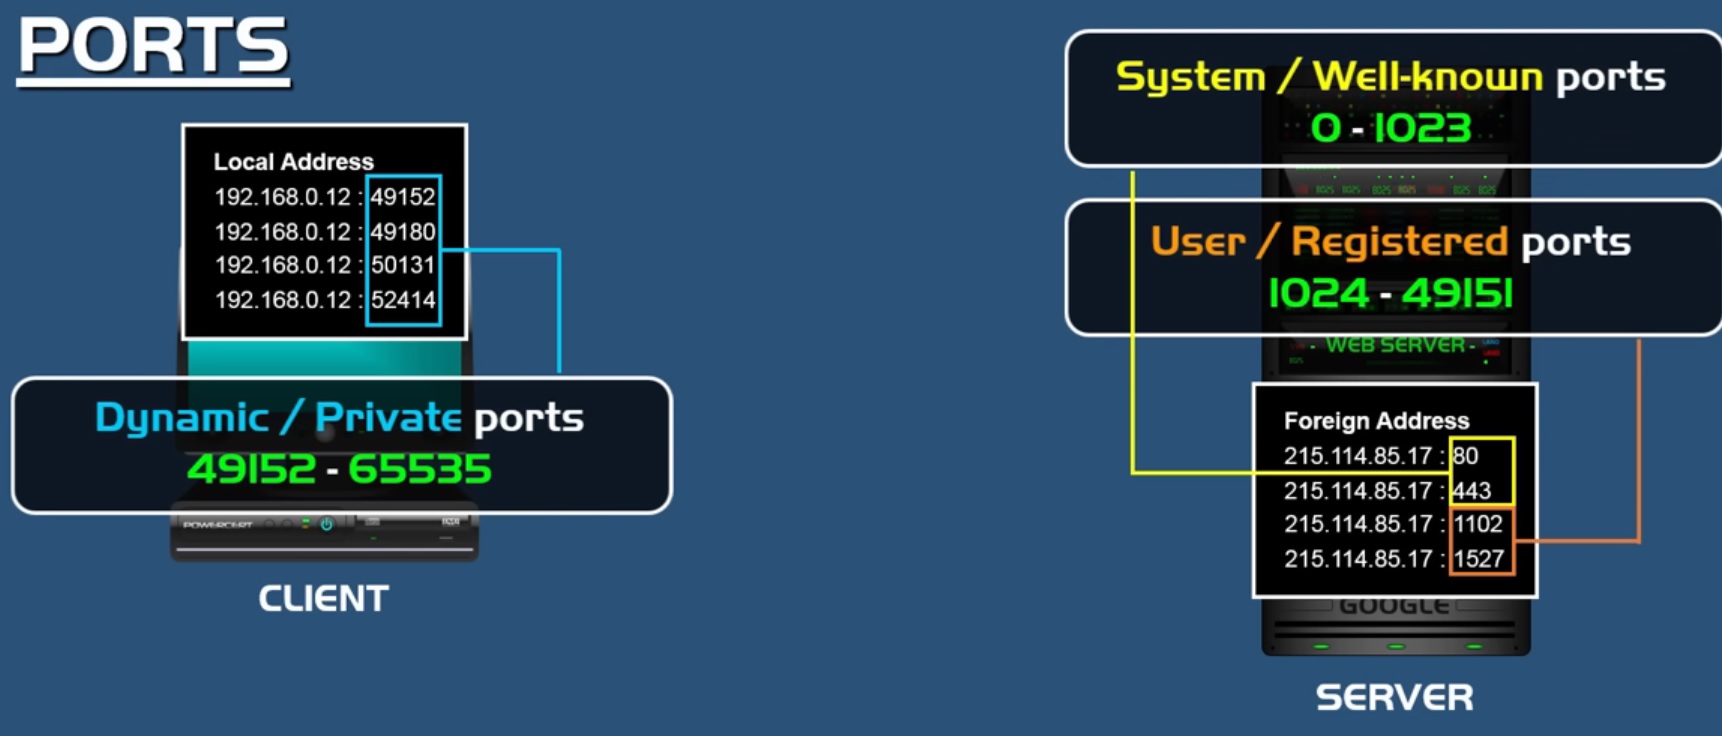 PORTS
Local Address
192.168.0.12 : 49152
192.168.0.12 : 49180
192.168.0.12 : 50131
192.168.0.12 : 52414
Dynamic / Private ports
49152 - 65535
POWERCERT
CLIENT
System / Well-known ports
0 - 1023
User / Registered ports
1024 - 49151
- WEB SERVER -
Foreign Address
215.114.85.17 : 80
215.114.85.17 : 443
215.114.85.17 : 1102
215.114.85.17 : 1527
GOOGLE
SERVER